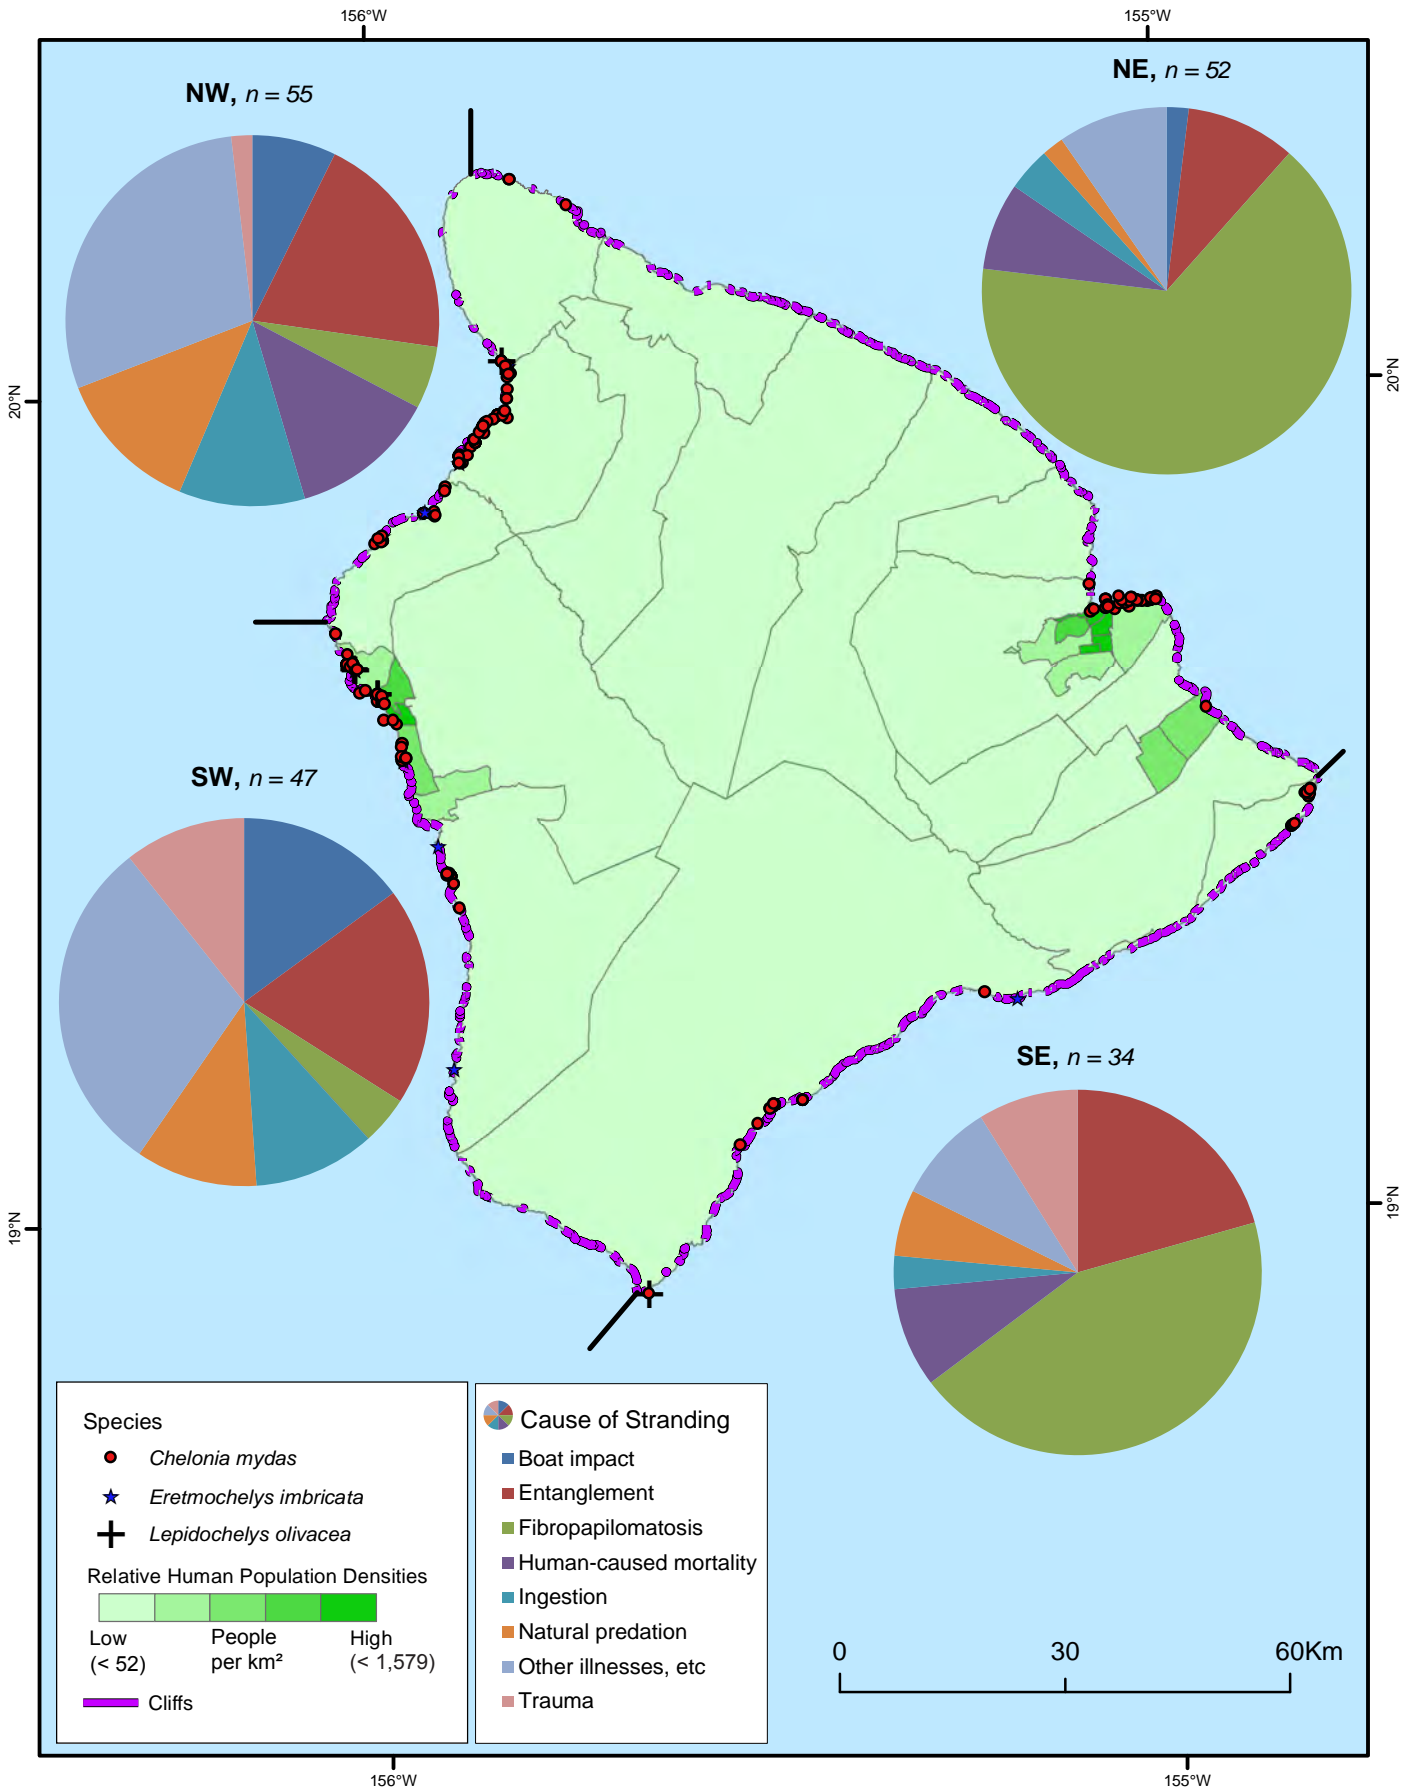 156°W
155°W
NE, n = 52
NW, n = 55
20°N
20°N
SW, n = 47
SE, n = 34
19°N
19°N
Species
Chelonia mydas
Eretmochelys imbricata
Lepidochelys olivacea
Relative Human Population Densities
Low
(< 52)
People
per km²
High
(< 1,579)
Cliffs
Cause of Stranding
Boat impact
Entanglement
Fibropapilomatosis
Human-caused mortality
Ingestion
Natural predation
Other illnesses, etc
Trauma
0 30 60Km
156°W
155°W